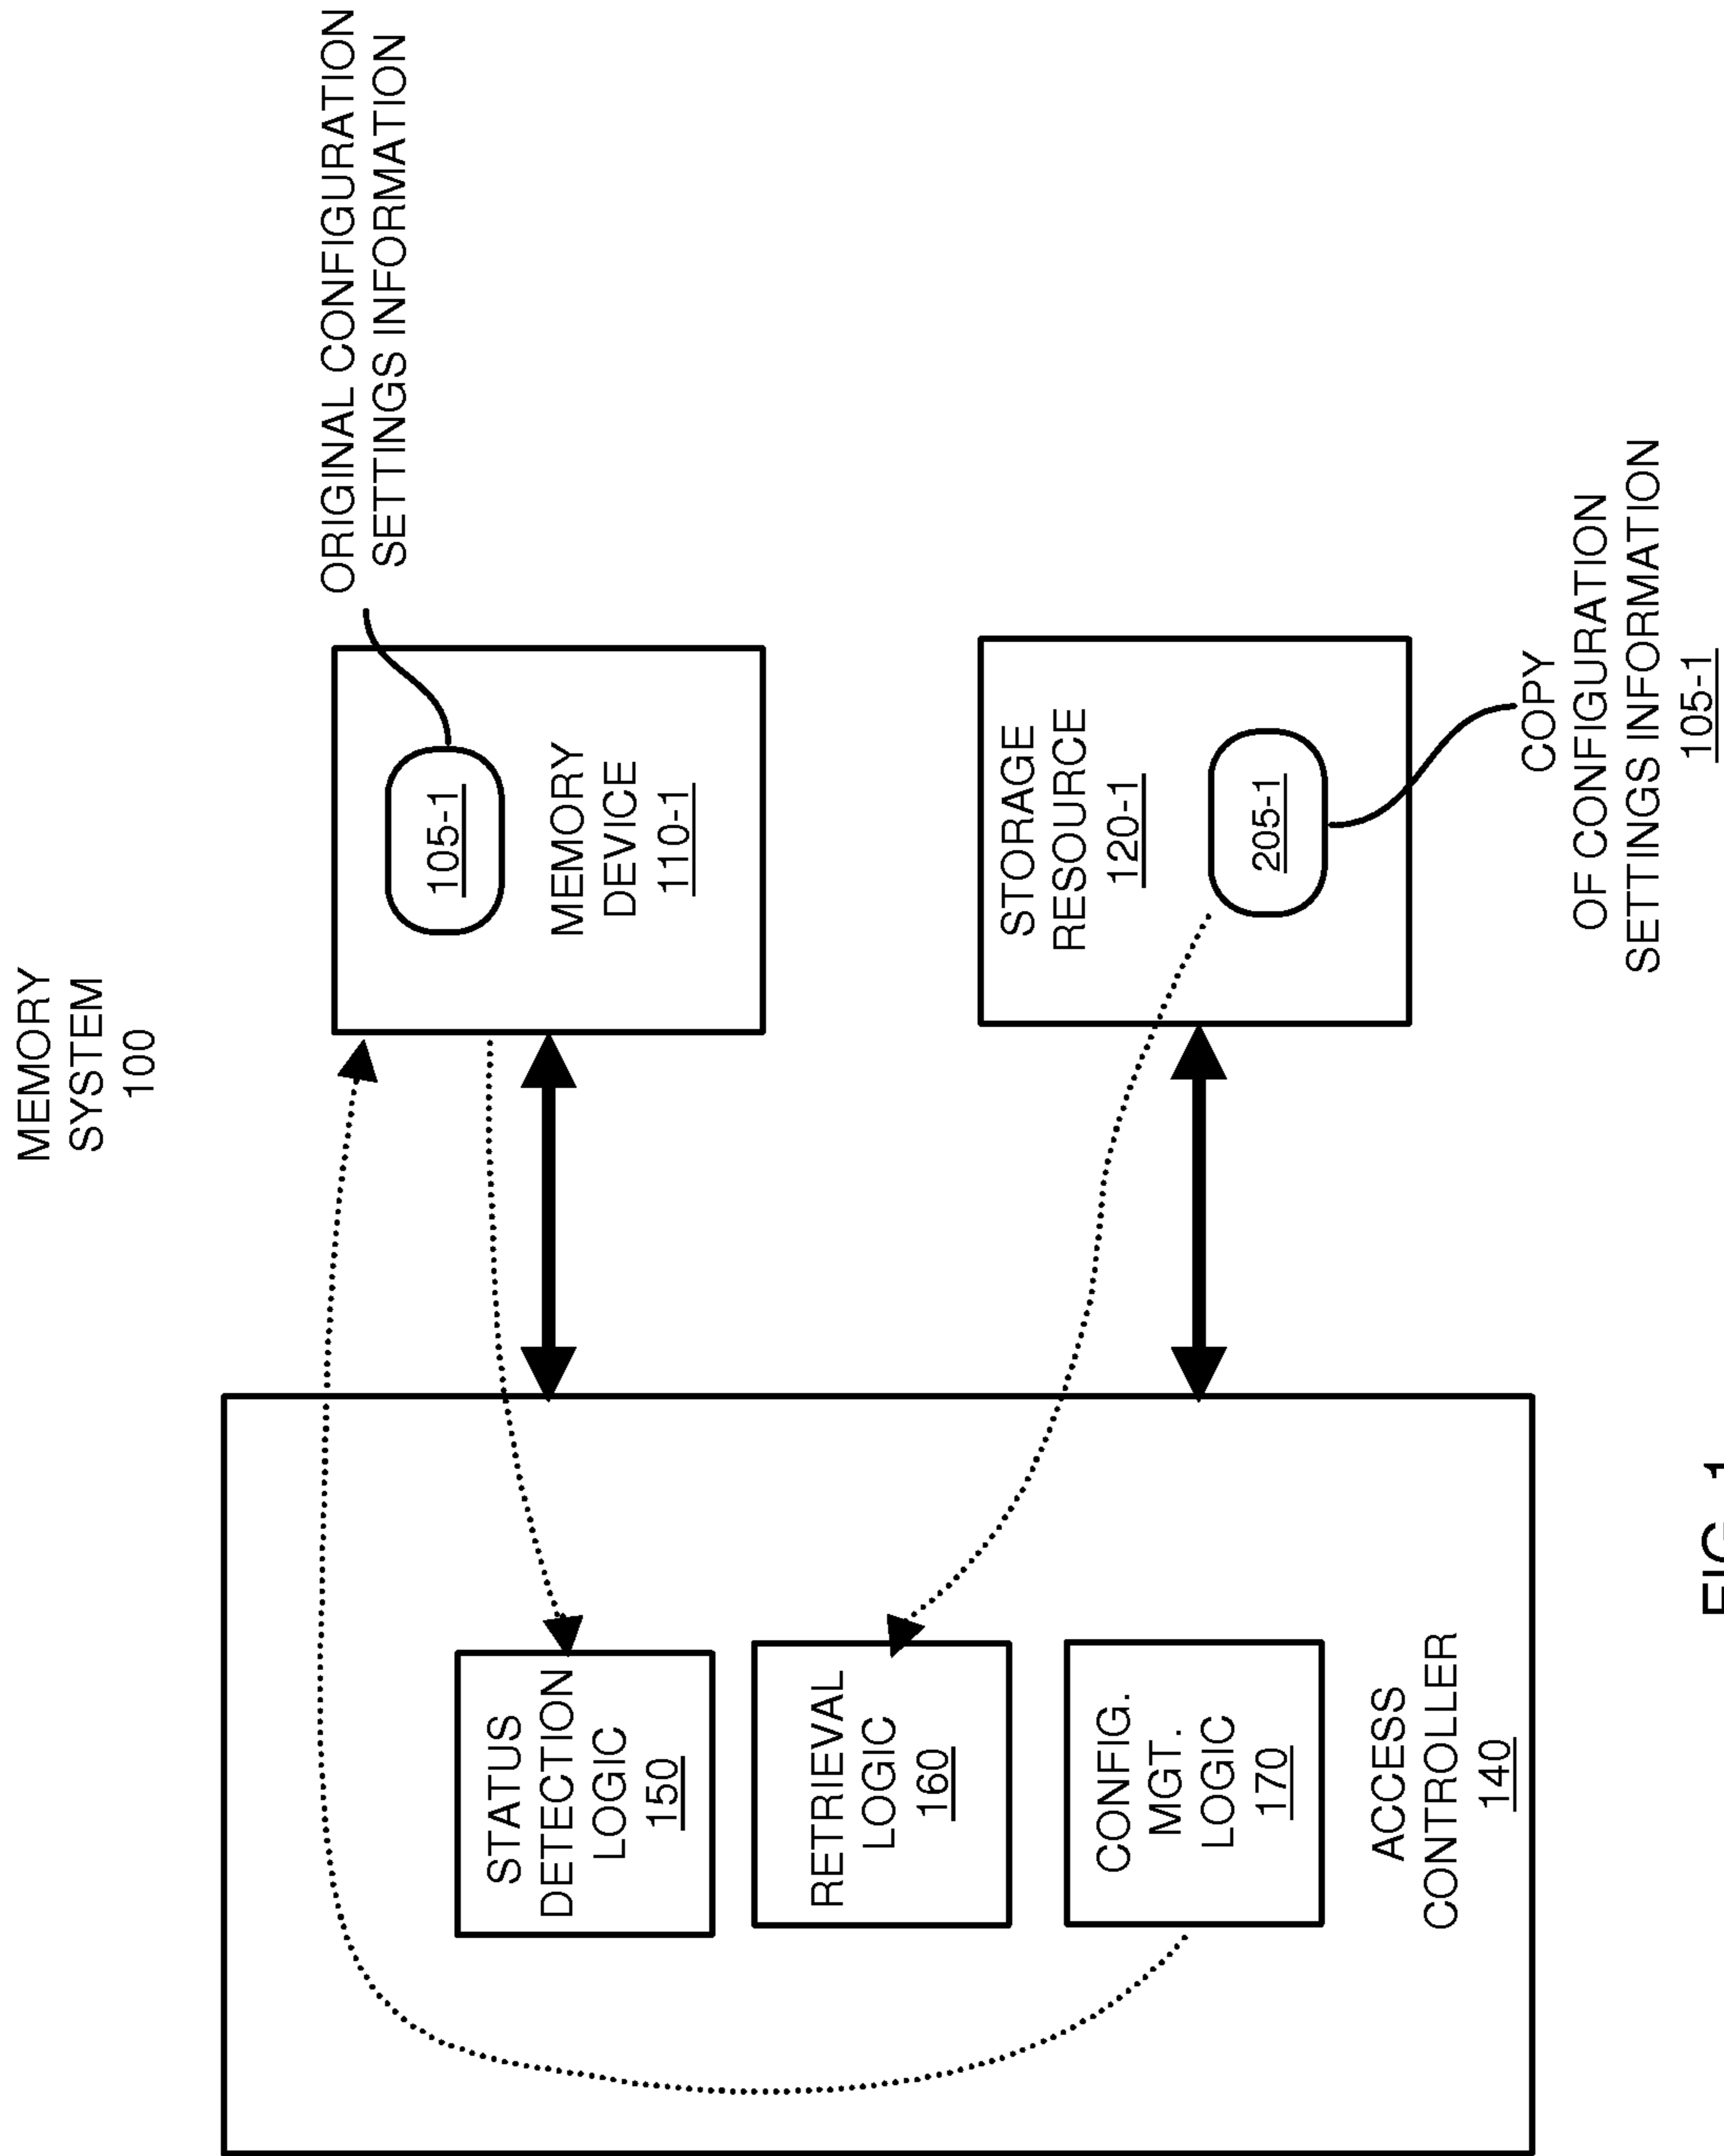 MEMORY
SYSTEM
100
ORIGINAL CONFIGURATION
SETTINGS INFORMATION
105-1
MEMORY
DEVICE
110-1
STORAGE
RESOURCE
120-1
205-1
COPY
OF CONFIGURATION
SETTINGS INFORMATION
105-1
STATUS
DETECTION
LOGIC
150
RETRIEVAL
LOGIC
160
CONFIG.
MGT.
LOGIC
170
ACCESS
CONTROLLER
140
FIG. 1